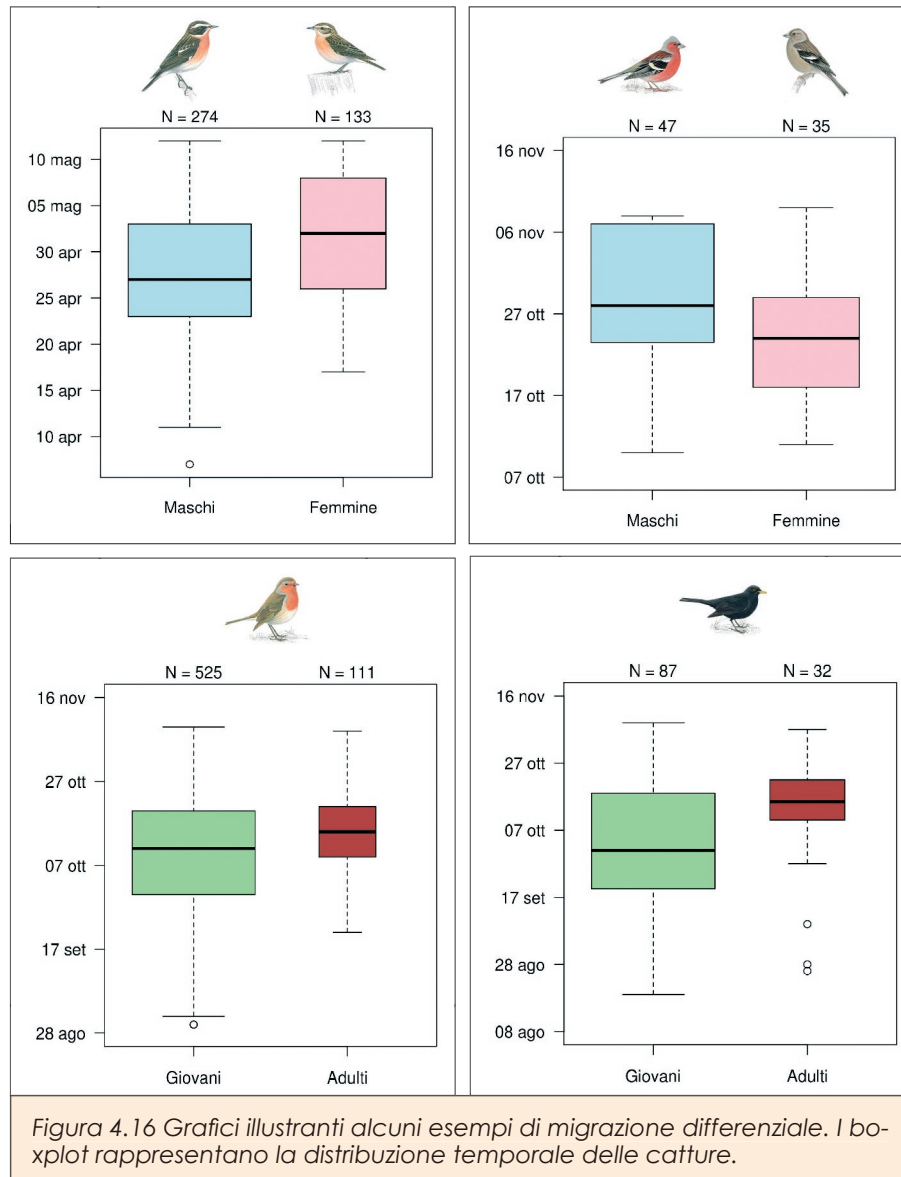 N = 274 N = 133
10 mag
05 mag
30 apr
25 apr
20 apr
15 apr
10 apr
Maschi Femmine
N = 47 N = 35
16 nov
06 nov
27 ott
17 ott
07 ott
Maschi Femmine
N = 525 N = 111
16 nov
27 ott
07 ott
17 set
28 ago
Giovani Adulti
N = 87 N = 32
16 nov
27 ott
07 ott
17 set
28 ago
08 ago
Giovani Adulti
Figura 4.16 Grafici illustranti alcuni esempi di migrazione differenziale. I bo-
xplot rappresentano la distribuzione temporale delle catture.